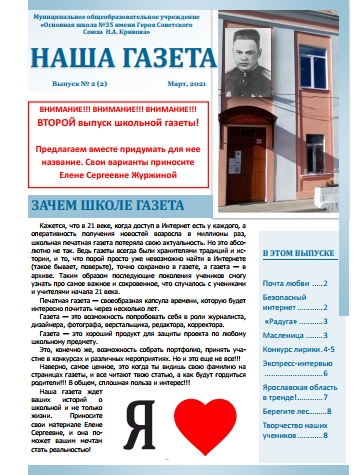 Муниципальное общеобразовательное учреждение
«Основная школа №35 имени Героя Советского
Союза Н.А. Кривова»
НАША ГАЗЕТА
Выпуск № 2 (2)
Март, 2021
ВНИМАНИЕ!!! ВНИМАНИЕ!!! ВНИМАНИЕ!!!
ВТОРОЙ выпуск школьной газеты!
Предлагаем вместе придумать для нее
название. Свои варианты приносите
Елене Сергеевне Журжиной
ЗАЧЕМ ШКОЛЕ ГАЗЕТА
Кажется, что в 21 веке, когда доступ в Интернет есть у каждого, а
оперативность получения новостей возросла в миллионы раз,
школьная печатная газета потеряла свою актуальность. Но это абсо-
лютно не так. Ведь газеты всегда были хранителями традиций и ис-
тории, и то, что порой просто уже невозможно найти в Интернете
(такое бывает, поверьте), точно сохранено в газете, а газета — в
архиве. Таким образом последующие поколения учеников смогу
узнать про самое важное и сокровенное, что случалось с учениками
и учителями начала 21 века.
Печатная газета — своеобразная капсула времени, которую будет
интересно почитать через несколько лет.
Газета — это возможность попробовать себя в роли журналиста,
дизайнера, фотографа, верстальщика, редактора, корректора.
Газета — это хороший продукт для защиты проекта по любому
школьному предмету.
Это, конечно же, возможность собрать портфолио, принять уча-
стие в конкурсах и различных мероприятиях. Но и это еще не все!!!
Наверно, самое ценное, это когда ты видишь свою фамилию на
страницах газеты, и все читают твою статью, а как будут гордиться
родители!!! В общем, сплошная польза и интерес!!!
Наша газета ждет
ваших историй о
школьной и не только
жизни. Приносите
свои материале Елене
Сергеевне, и она по-
может вашим мечтам
стать реальностью!
Я
В ЭТОМ ВЫПУСКЕ
Почта любви .....2
Безопасный
интернет ...........2
«Радуга» ...........3
Масленица .......3
Конкурс лирики.4-5
Экспресс-интервью
.........................6
Ярославская область
в тренде!............7
Берегите лес.......8
Творчество наших
учеников ...........8